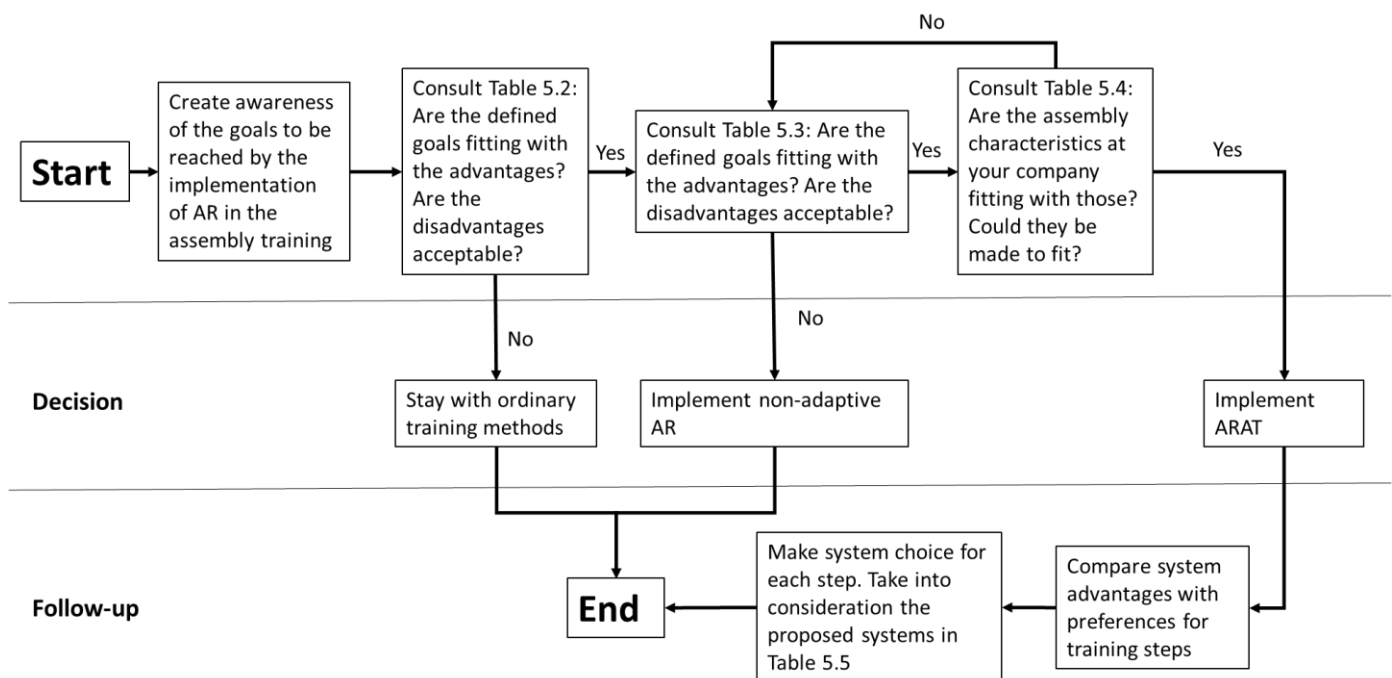 No
Start
Create awareness
of the goals to be
reached by the
implementation
of AR in the
assembly training
Consult Table 5.2:
Are the defined
goals fitting with
the advantages?
Are the
disadvantages
acceptable?
Yes
Consult Table 5.3: Are the
defined goals fitting with
the advantages? Are the
disadvantages acceptable?
Yes
Consult Table 5.4:
Are the assembly
characteristics at
your company
fitting with those?
Could they be
made to fit?
Yes
No
No
Decision
Stay with ordinary
training methods
Implement non-adaptive
AR
Implement
ARAT
Follow-up
End
Make system choice for
each step. Take into
consideration the
proposed systems in
Table 5.5
Compare system
advantages with
preferences for
training steps